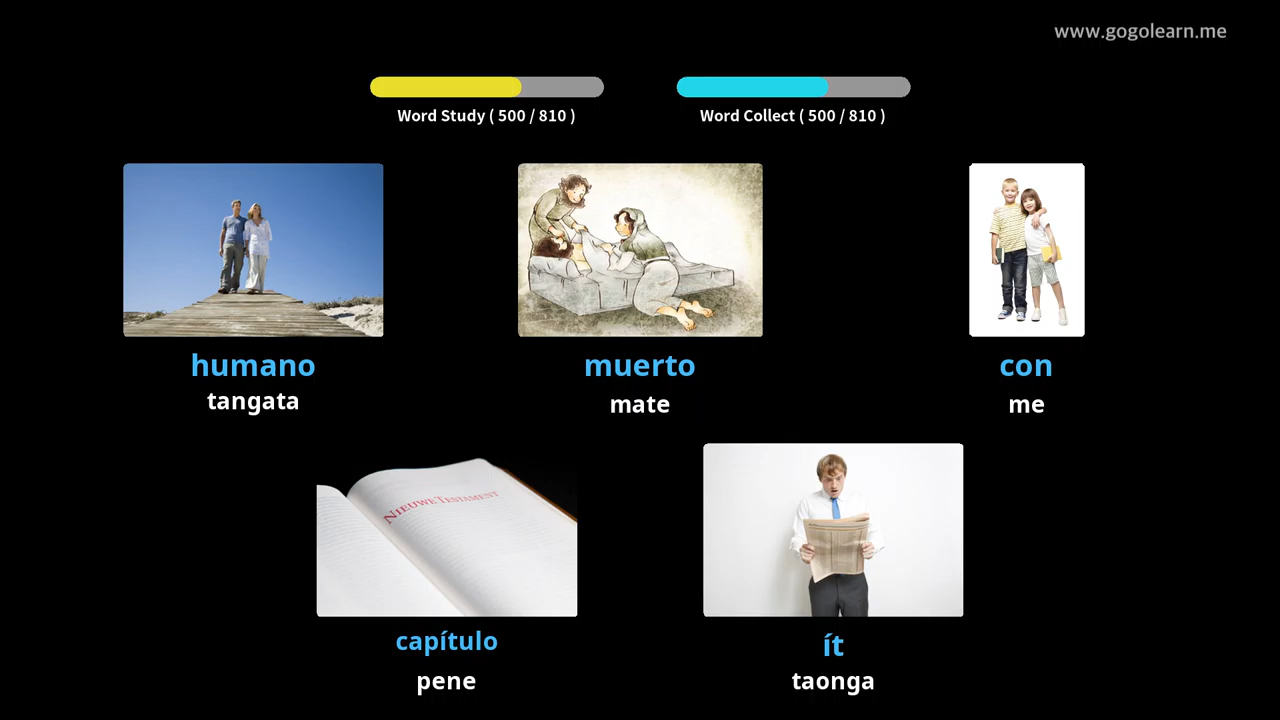 www.gogolearn.me
Word Study ( 500 / 810 )
Word Collect ( 500 / 810 )
humano
tangata
muerto
mate
con
me
NIEUWE TESTAMENT
capítulo
pene
ít
taonga